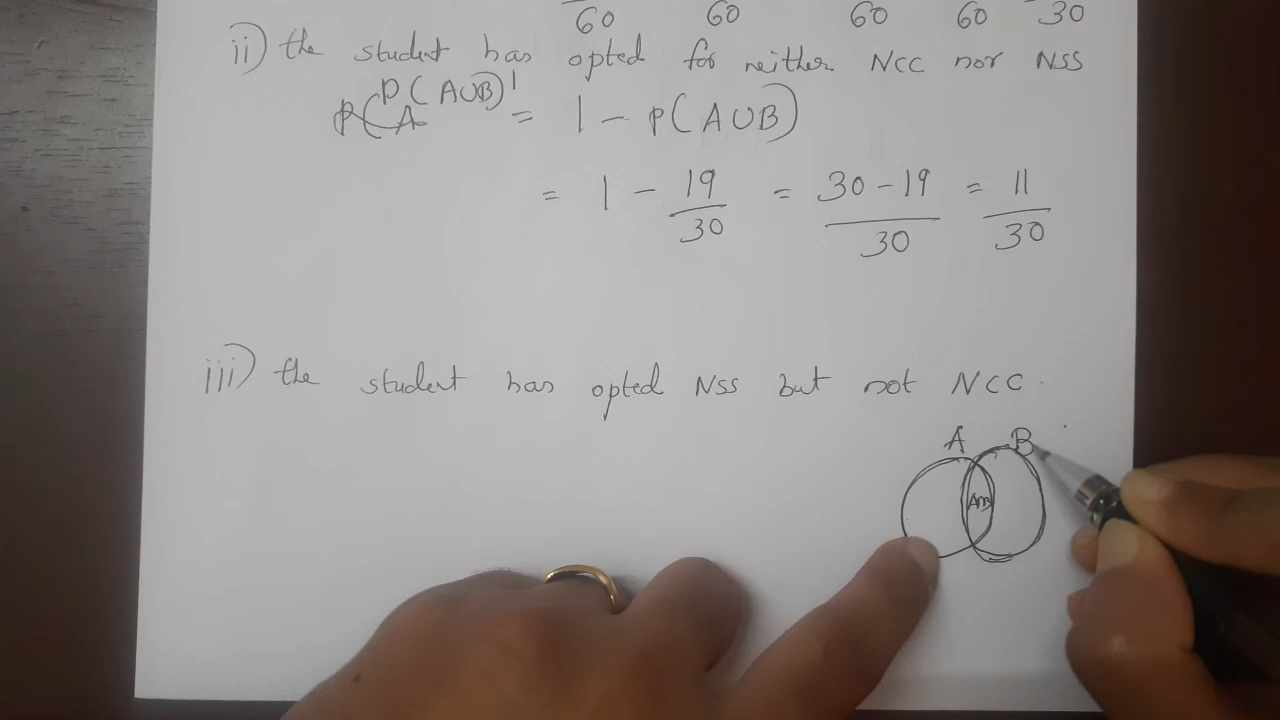 60 60 60 60 30
ii) the student has opted for neither NCC nor NSS
P(A∪B)'
P(A = 1 - P(A∪B)
= 1 - 19/30 = 30-19/30 = 11/30
iii) the student has opted NSS but not NCC.
A B
A∩B